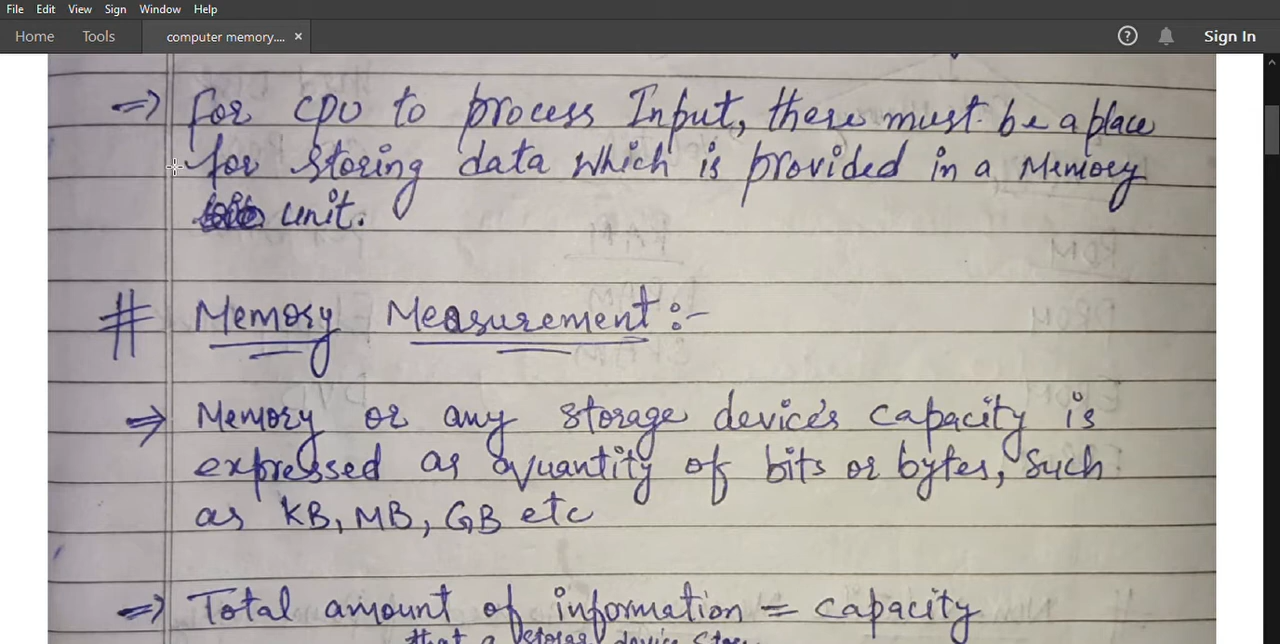 File Edit View Sign Window Help
Home Tools computer memory.... × Sign In
=> For CPU to process Input, there must be a place
for storing data which is provided in a Memory
unit.
# Memory Measurement :-
=> Memory or any storage device's capacity is
expressed as quantity of bits or bytes, such
as KB, MB, GB etc
=> Total amount of information = capacity
that a device